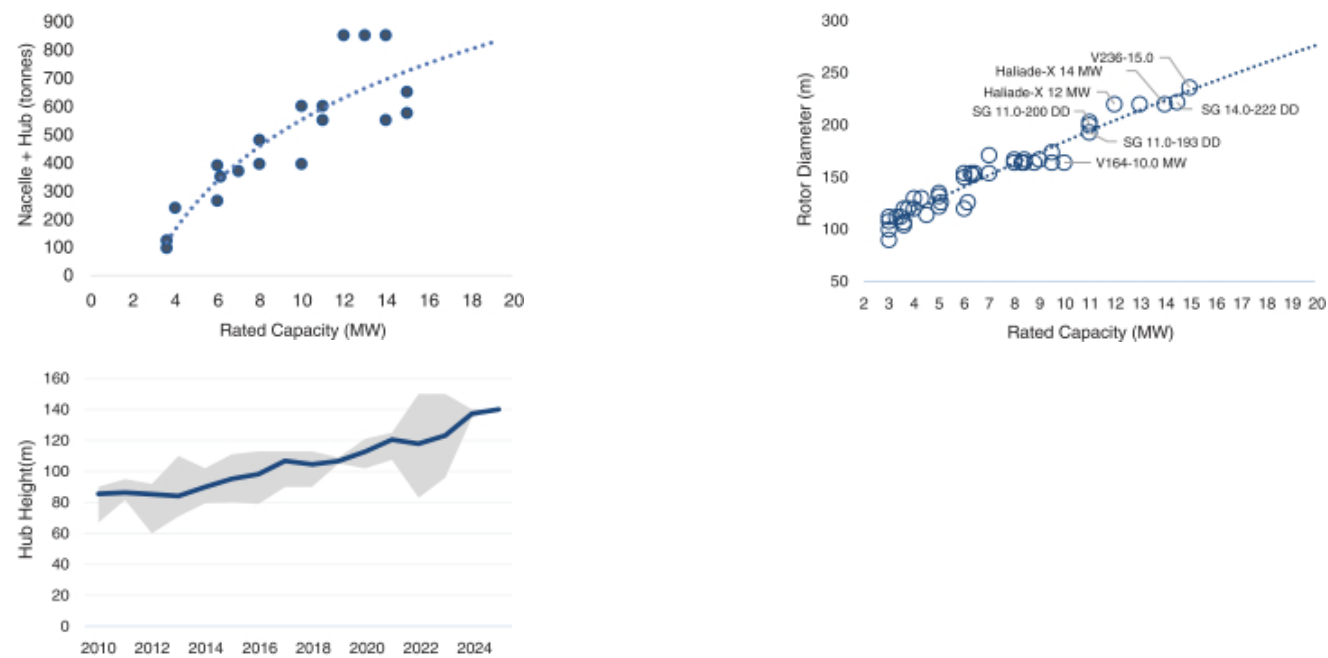 900
800
700
600
500
400
300
200
100
0
Nacelle + Hub (tonnes)
0 2 4 6 8 10 12 14 16 18 20
Rated Capacity (MW)
300
250
200
150
100
50
Rotor Diameter (m)
V236-15.0
Haliade-X 14 MW
Haliade-X 12 MW
SG 11.0-200 DD
SG 14.0-222 DD
SG 11.0-193 DD
V164-10.0 MW
2 3 4 5 6 7 8 9 10 11 12 13 14 15 16 17 18 19 20
Rated Capacity (MW)
160
140
120
100
80
60
40
20
0
Hub Height(m)
2010 2012 2014 2016 2018 2020 2022 2024